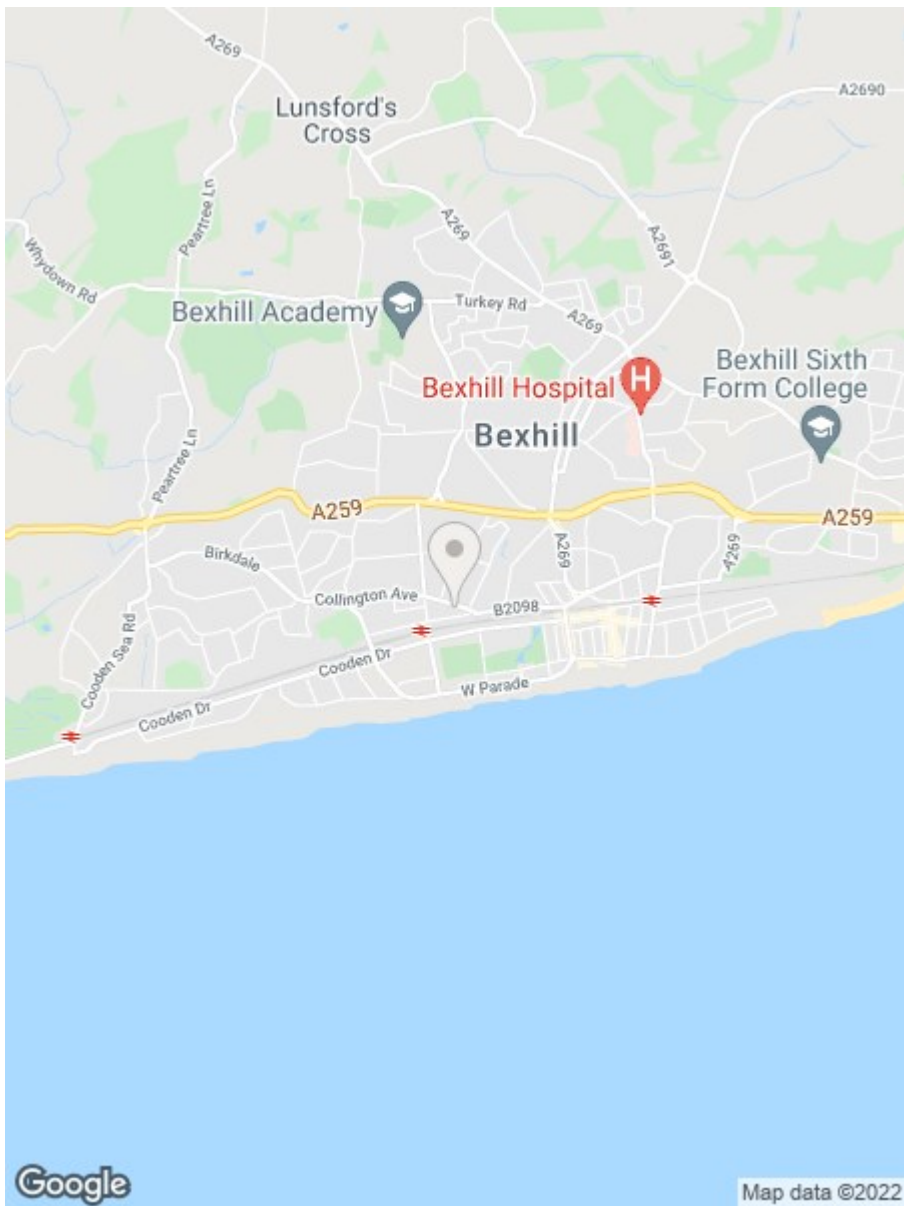 A269
A2690
Lunsford's
Cross
Peartree Ln
A269
A2691
Whydown Rd
Turkey Rd
Bexhill Academy
A269
Bexhill Sixth
Form College
Bexhill Hospital
H
Bexhill
Peartree Ln
A259
A259
Birkdale
A269
A269
Collington Ave
B2098
Cooden Sea Rd
Cooden Dr
W Parade
Cooden Dr
Google
Map data ©2022